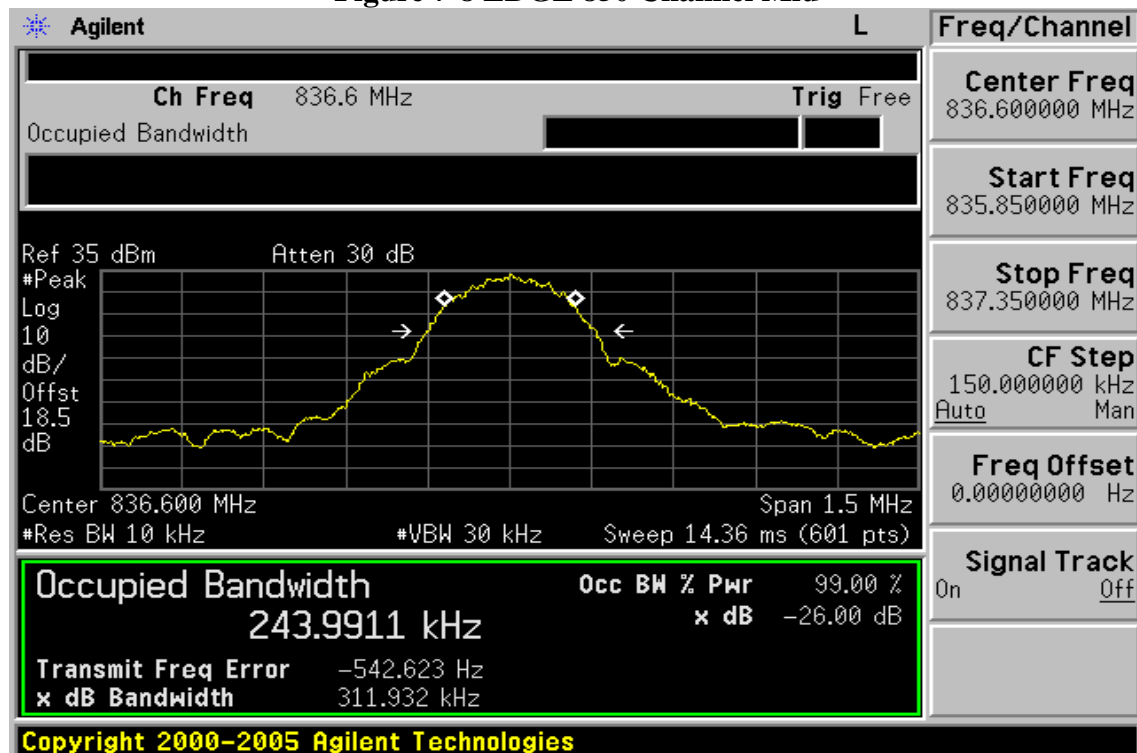 Agilent L
Ch Freq 836.6 MHz Trig Free
Occupied Bandwidth
Ref 35 dBm Atten 30 dB
#Peak
Log
10
dB/
Offst
18.5
dB
Center 836.600 MHz Span 1.5 MHz
#Res BW 10 kHz #VBW 30 kHz Sweep 14.36 ms (601 pts)
Occupied Bandwidth Occ BW % Pwr 99.00 %
243.9911 kHz x dB -26.00 dB
Transmit Freq Error -542.623 Hz
x dB Bandwidth 311.932 kHz
Copyright 2000-2005 Agilent Technologies
Freq/Channel
Center Freq
836.600000 MHz
Start Freq
835.850000 MHz
Stop Freq
837.350000 MHz
CF Step
150.000000 kHz
Auto Man
Freq Offset
0.00000000 Hz
Signal Track
On Off